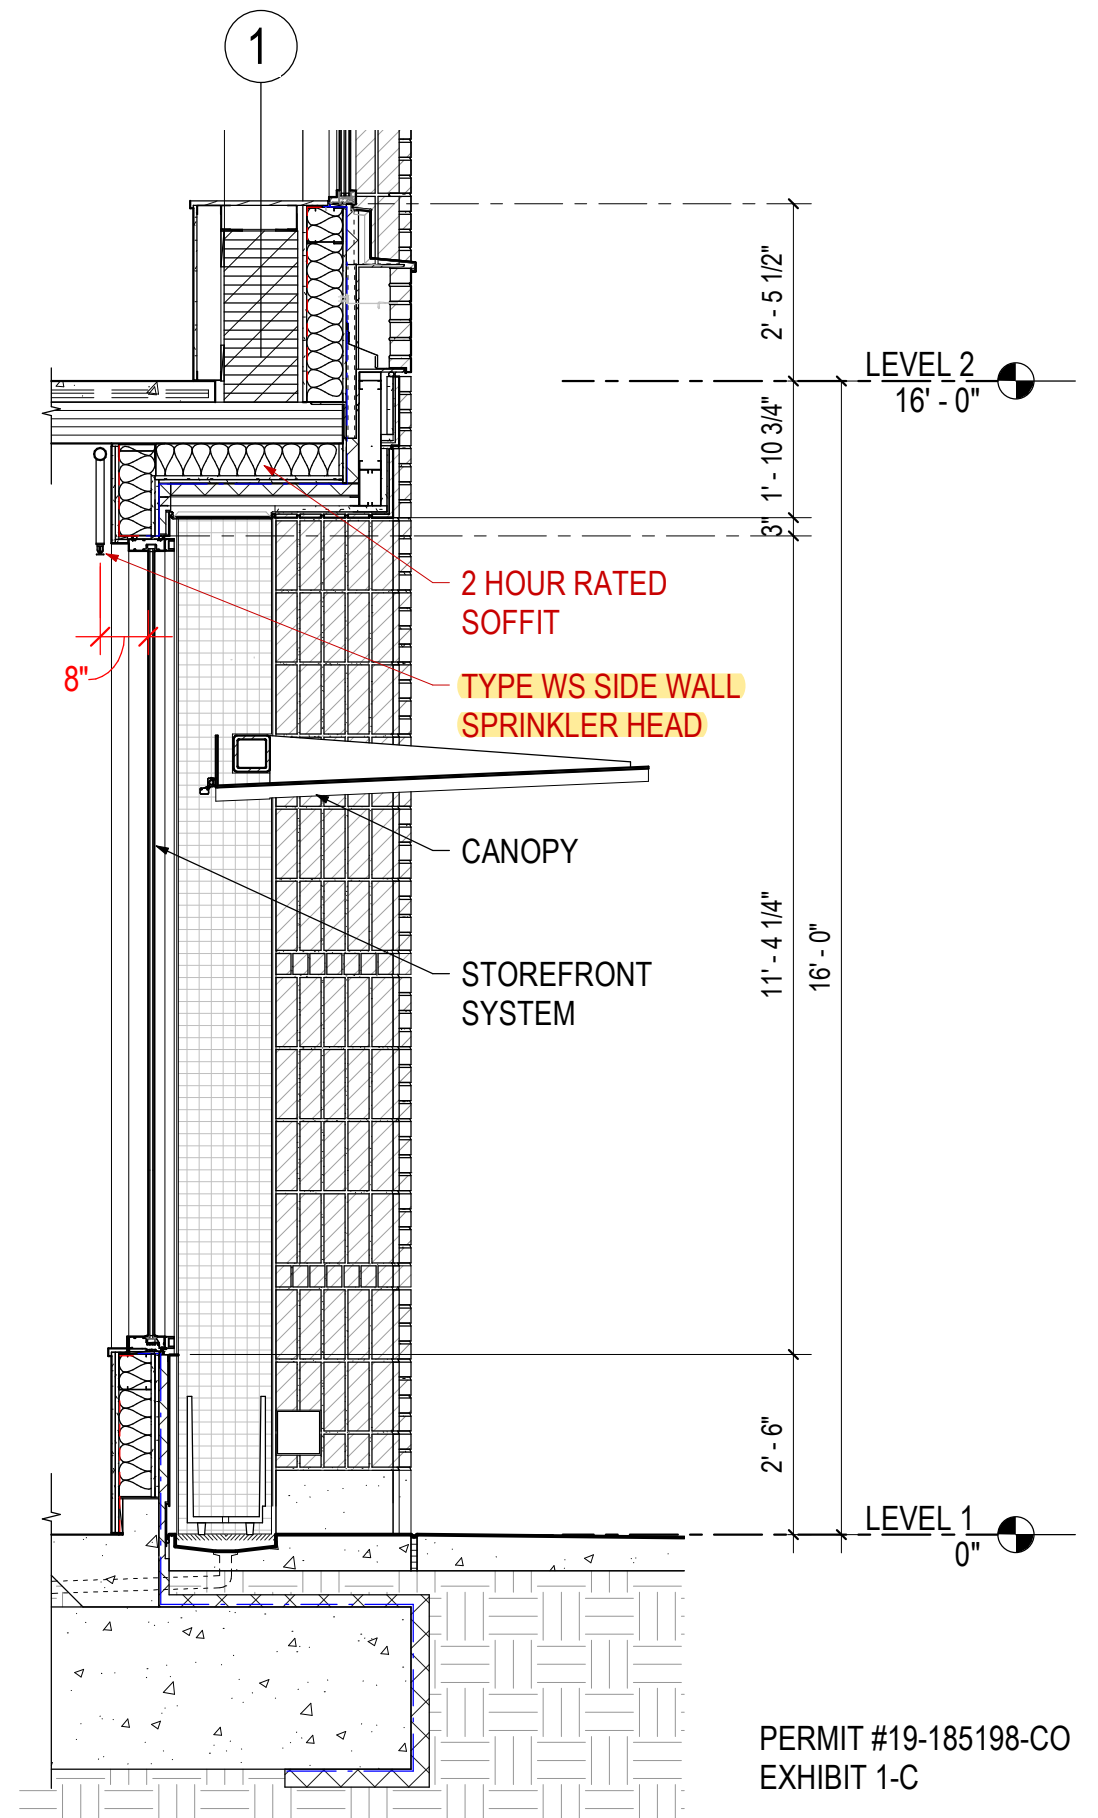 1
2' - 5 1/2"
LEVEL 2
16' - 0"
1' - 10 3/4"
3"
2 HOUR RATED
SOFFIT
8"
TYPE WS SIDE WALL
SPRINKLER HEAD
CANOPY
11' - 4 1/4"
16' - 0"
STOREFRONT
SYSTEM
2' - 6"
LEVEL 1
0"
PERMIT #19-185198-CO
EXHIBIT 1-C